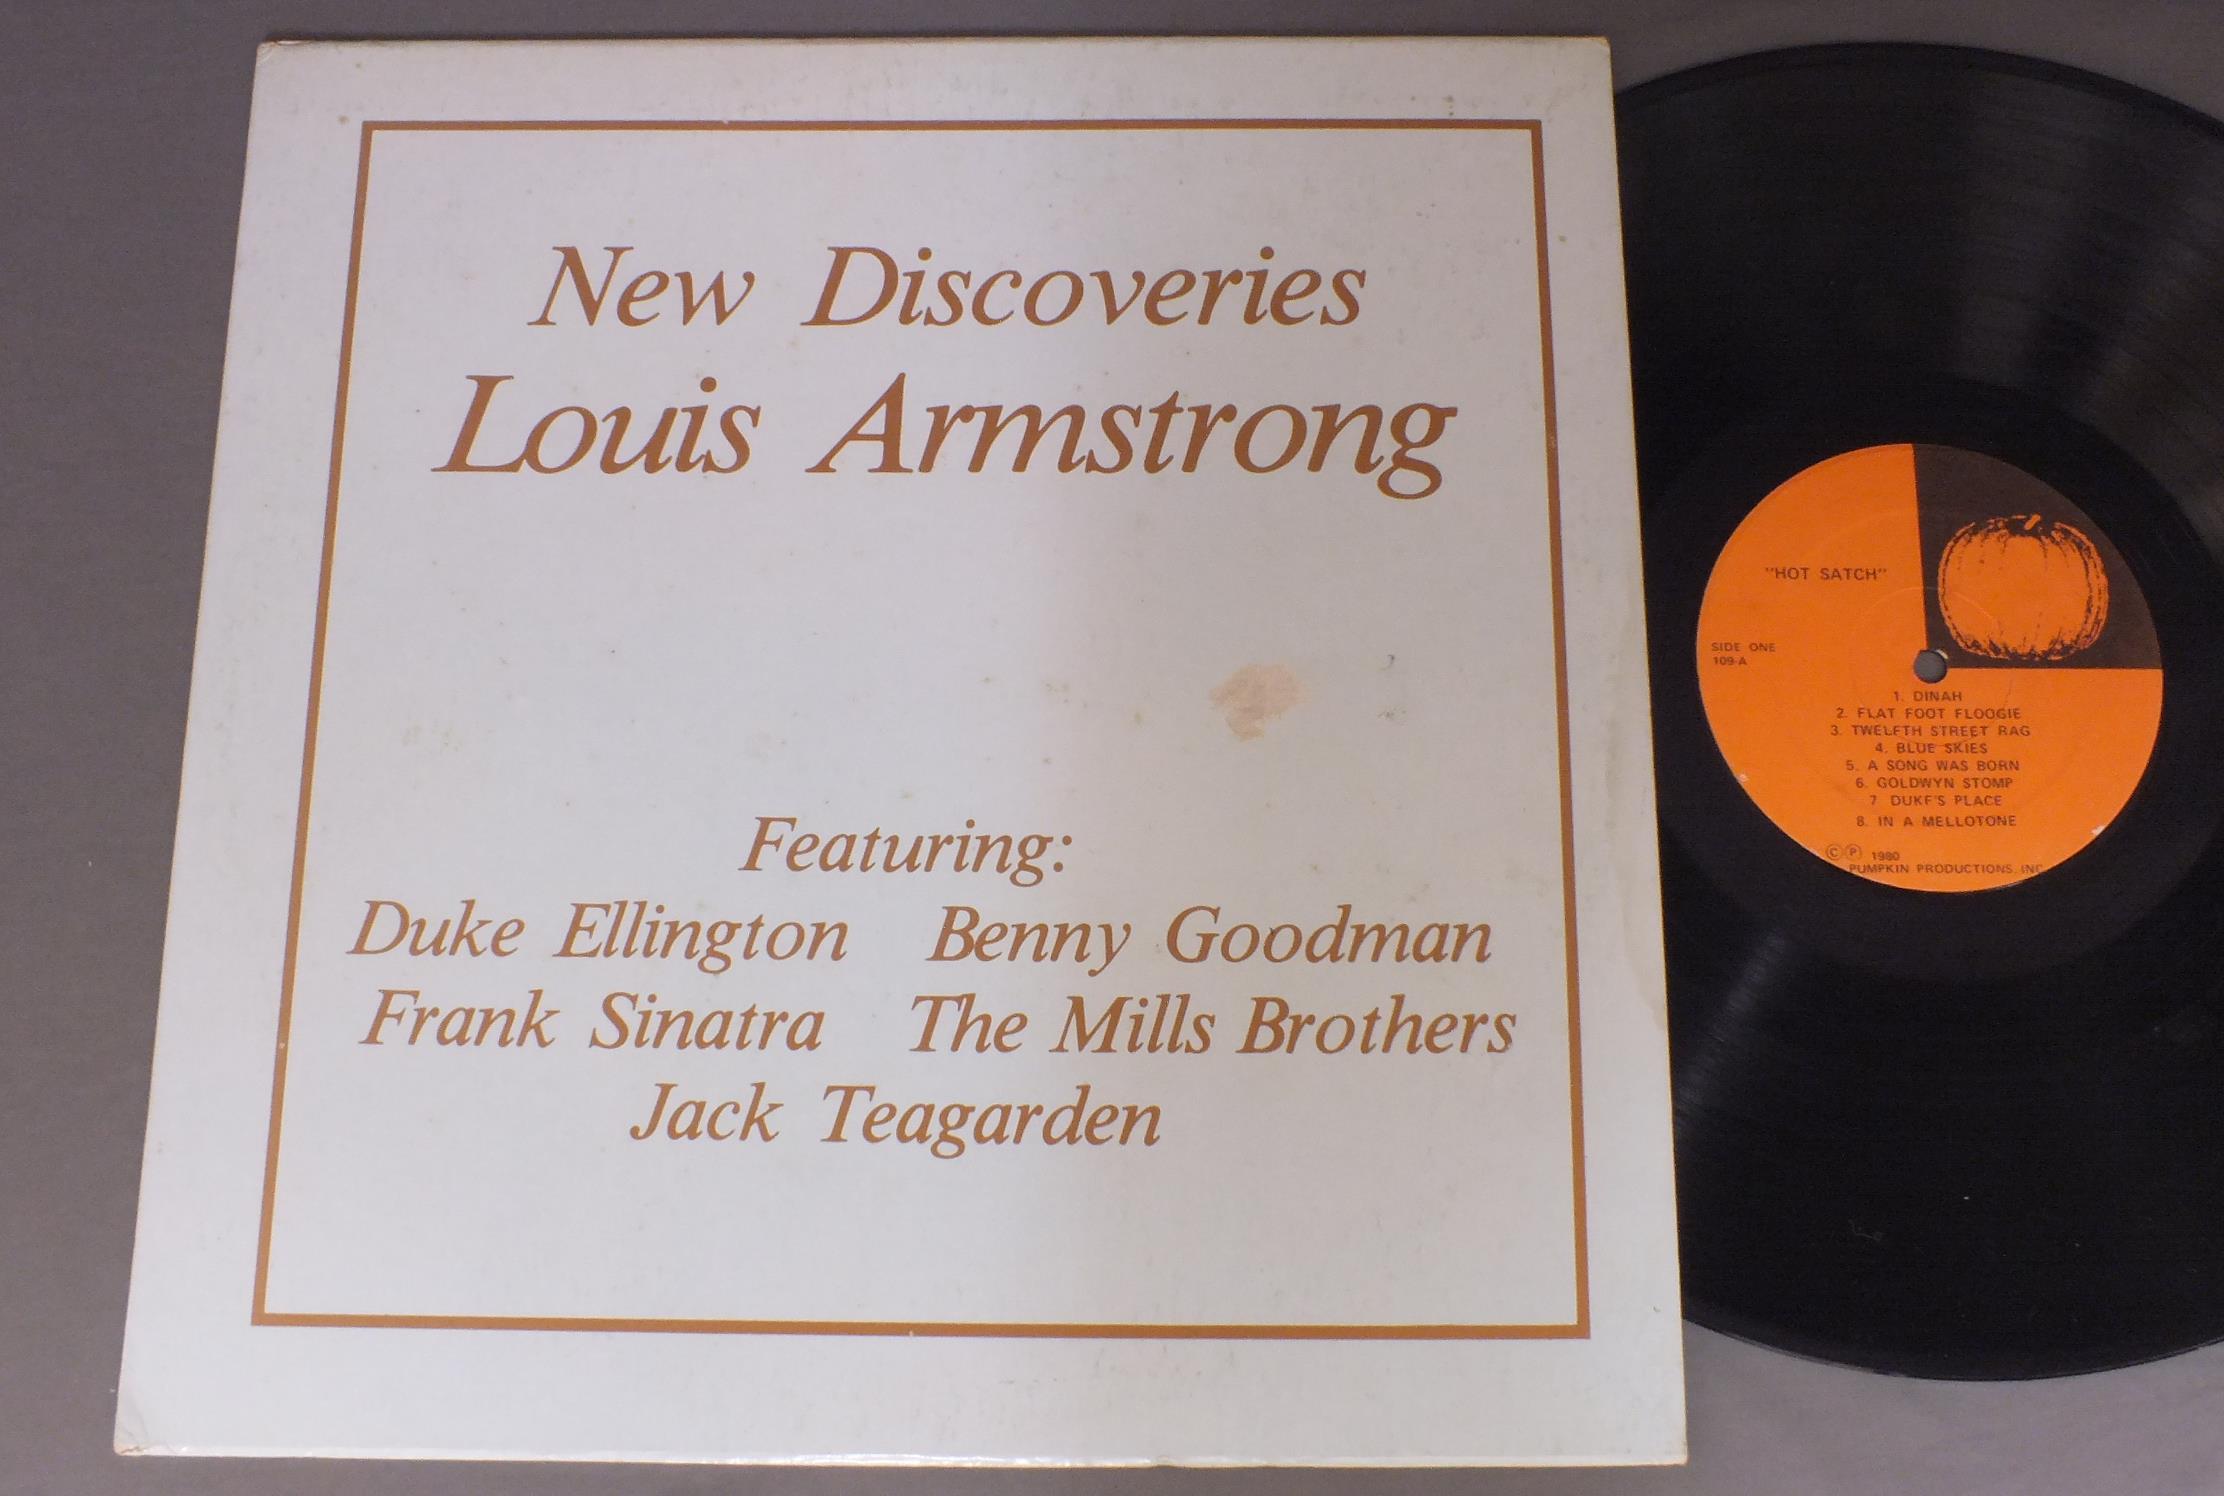 New Discoveries
Louis Armstrong
Featuring:
Duke Ellington Benny Goodman
Frank Sinatra The Mills Brothers
Jack Teagarden
"HOT SATCH"
SIDE ONE
109-A
1. DINAH
2. FLAT FOOT FLOOGIE
3. TWELFTH STREET RAG
4. BLUE SKIES
5. A SONG WAS BORN
6. GOLDWYN STOMP
7 DUKE'S PLACE
8. IN A MELLOTONE
Ⓒ Ⓟ 1980
PUMPKIN PRODUCTIONS, INC